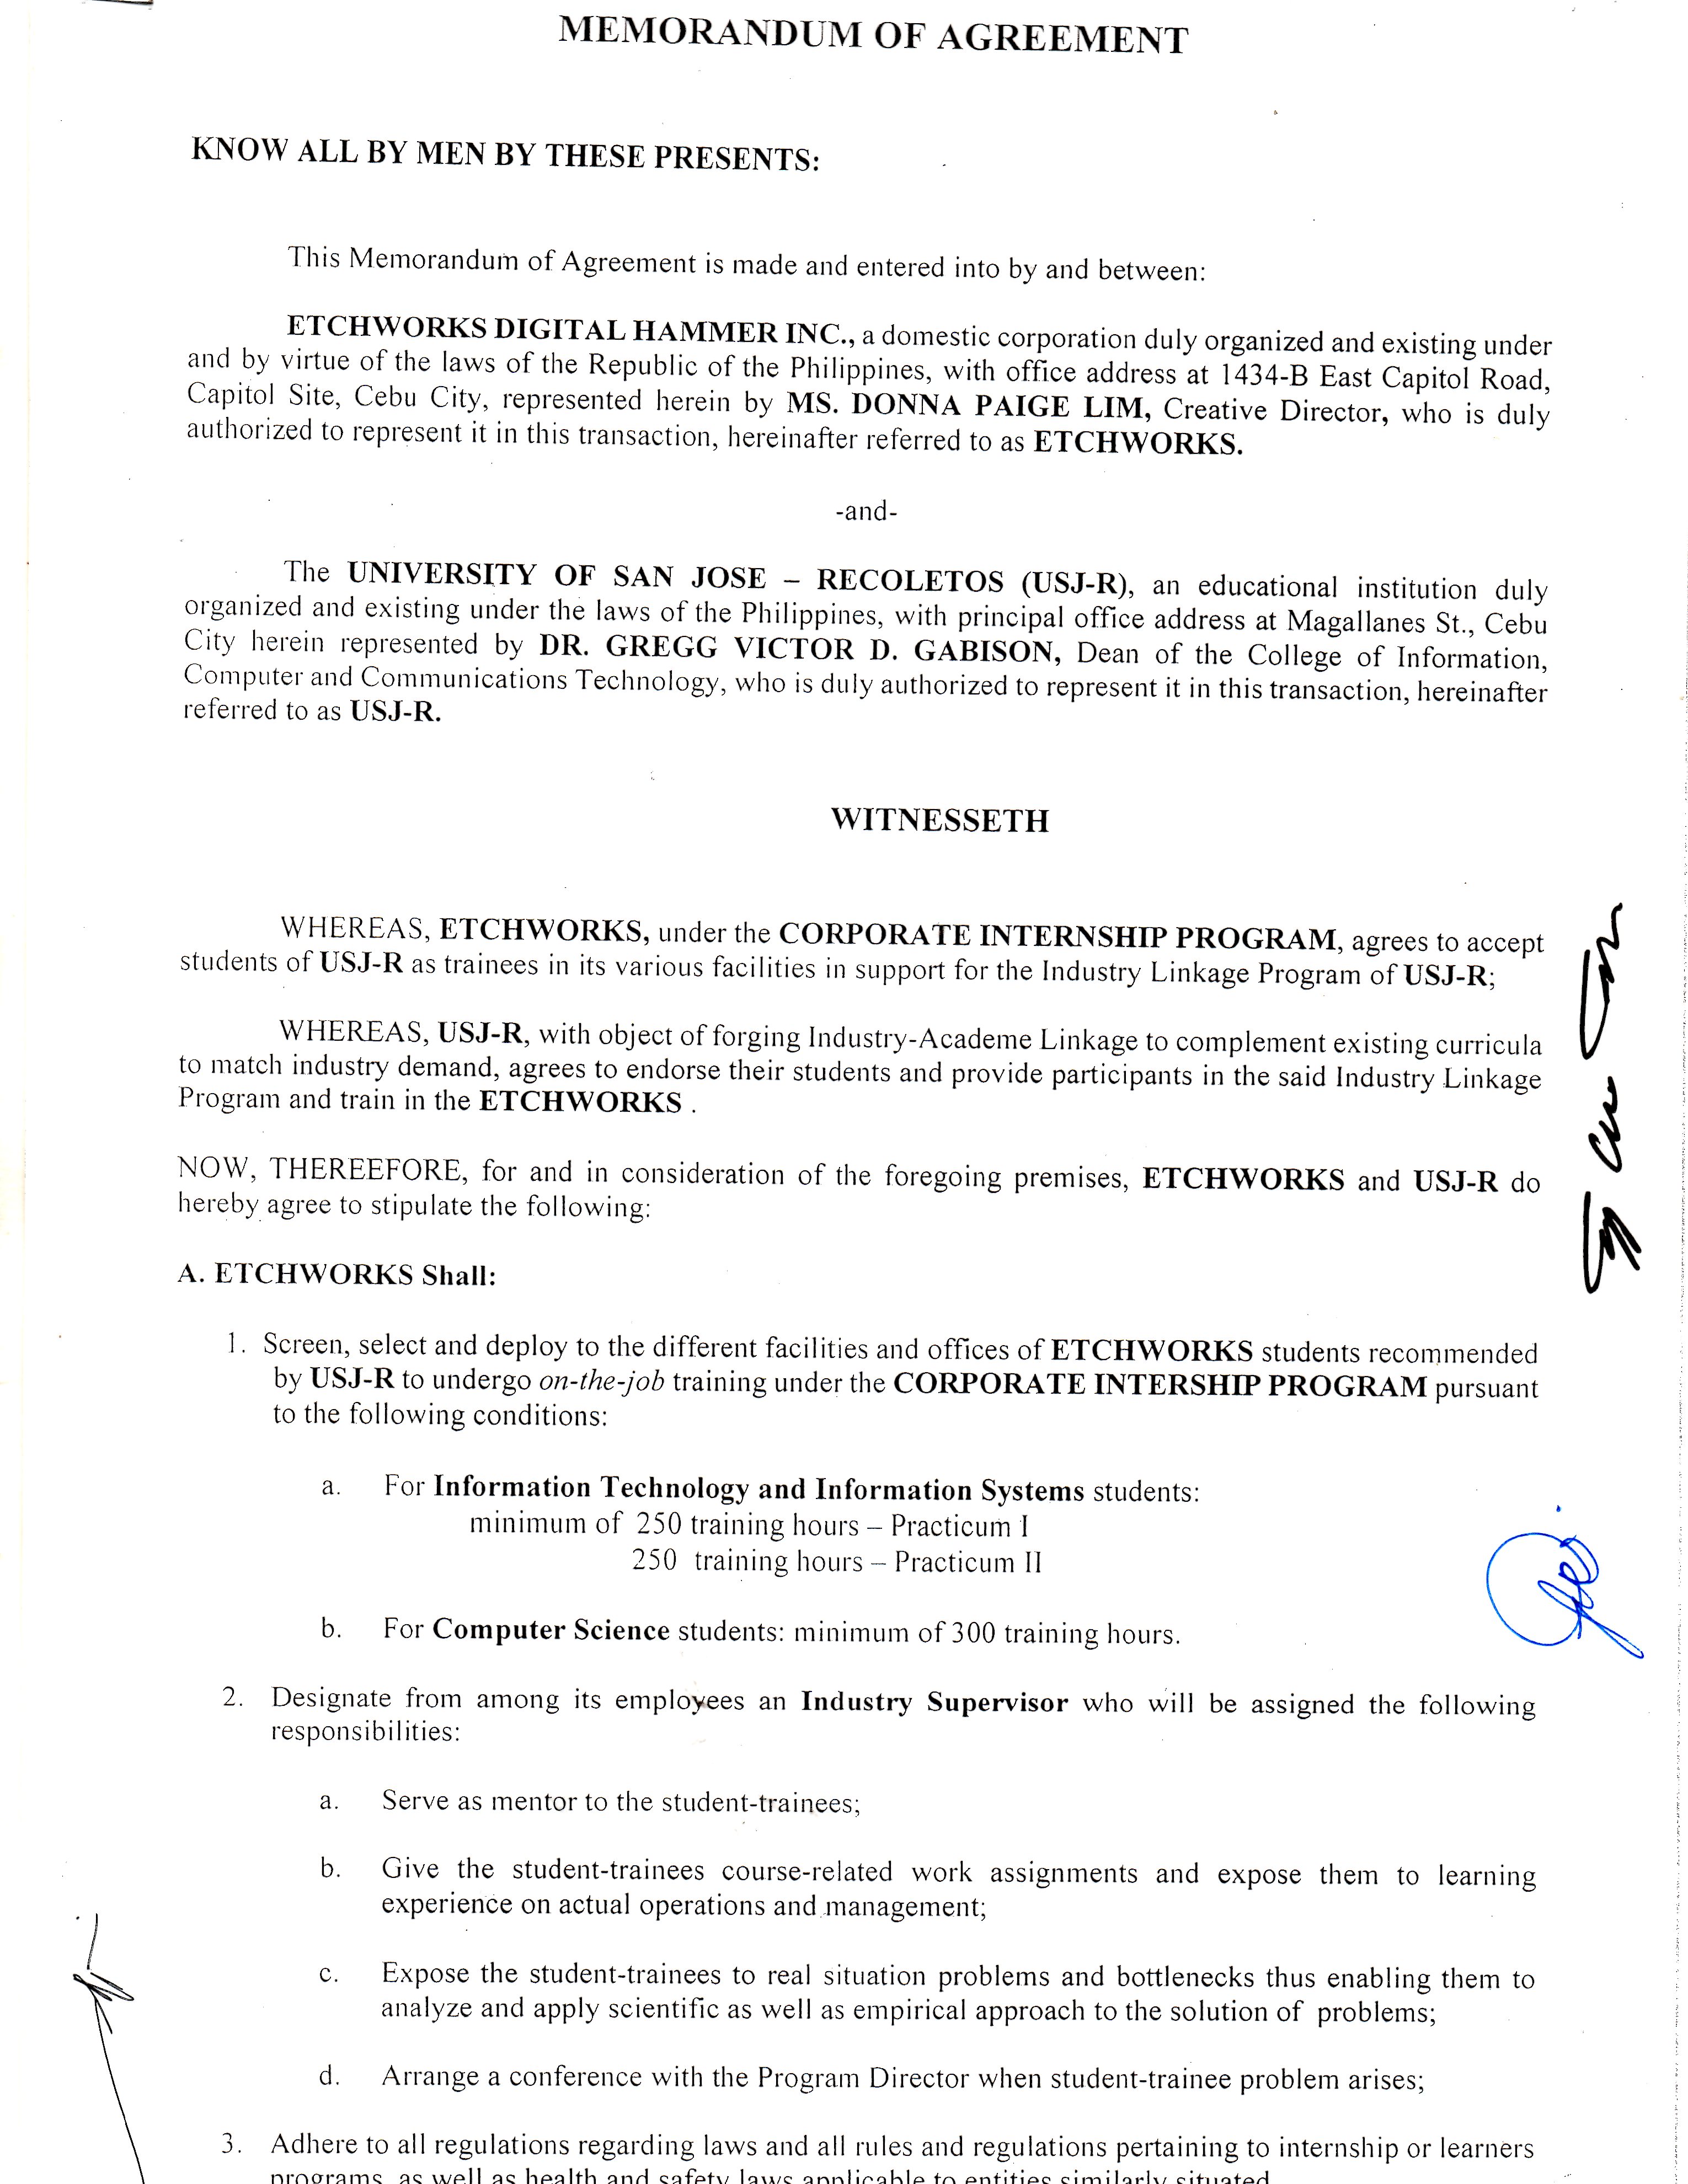 MEMORANDUM OF AGREEMENT
KNOW ALL BY MEN BY THESE PRESENTS:
This Memorandum of Agreement is made and entered into by and between:
ETCHWORKS DIGITAL HAMMER INC., a domestic corporation duly organized and existing under
and by virtue of the laws of the Republic of the Philippines, with office address at 1434-B East Capitol Road,
Capitol Site, Cebu City, represented herein by MS. DONNA PAIGE LIM, Creative Director, who is duly
authorized to represent it in this transaction, hereinafter referred to as ETCHWORKS.
-and-
The UNIVERSITY OF SAN JOSE – RECOLETOS (USJ-R), an educational institution duly
organized and existing under the laws of the Philippines, with principal office address at Magallanes St., Cebu
City herein represented by DR. GREGG VICTOR D. GABISON, Dean of the College of Information,
Computer and Communications Technology, who is duly authorized to represent it in this transaction, hereinafter
referred to as USJ-R.
WITNESSETH
WHEREAS, ETCHWORKS, under the CORPORATE INTERNSHIP PROGRAM, agrees to accept
students of USJ-R as trainees in its various facilities in support for the Industry Linkage Program of USJ-R;
WHEREAS, USJ-R, with object of forging Industry-Academe Linkage to complement existing curricula
to match industry demand, agrees to endorse their students and provide participants in the said Industry Linkage
Program and train in the ETCHWORKS .
NOW, THEREEFORE, for and in consideration of the foregoing premises, ETCHWORKS and USJ-R do
hereby agree to stipulate the following:
A. ETCHWORKS Shall:
1. Screen, select and deploy to the different facilities and offices of ETCHWORKS students recommended
by USJ-R to undergo on-the-job training under the CORPORATE INTERSHIP PROGRAM pursuant
to the following conditions:
a. For Information Technology and Information Systems students:
minimum of 250 training hours – Practicum I
250 training hours – Practicum II
b. For Computer Science students: minimum of 300 training hours.
2. Designate from among its employees an Industry Supervisor who will be assigned the following
responsibilities:
a. Serve as mentor to the student-trainees;
b. Give the student-trainees course-related work assignments and expose them to learning
experience on actual operations and management;
c. Expose the student-trainees to real situation problems and bottlenecks thus enabling them to
analyze and apply scientific as well as empirical approach to the solution of problems;
d. Arrange a conference with the Program Director when student-trainee problem arises;
3. Adhere to all regulations regarding laws and all rules and regulations pertaining to internship or learners
programs, as well as health and safety laws applicable to entities similarly situated